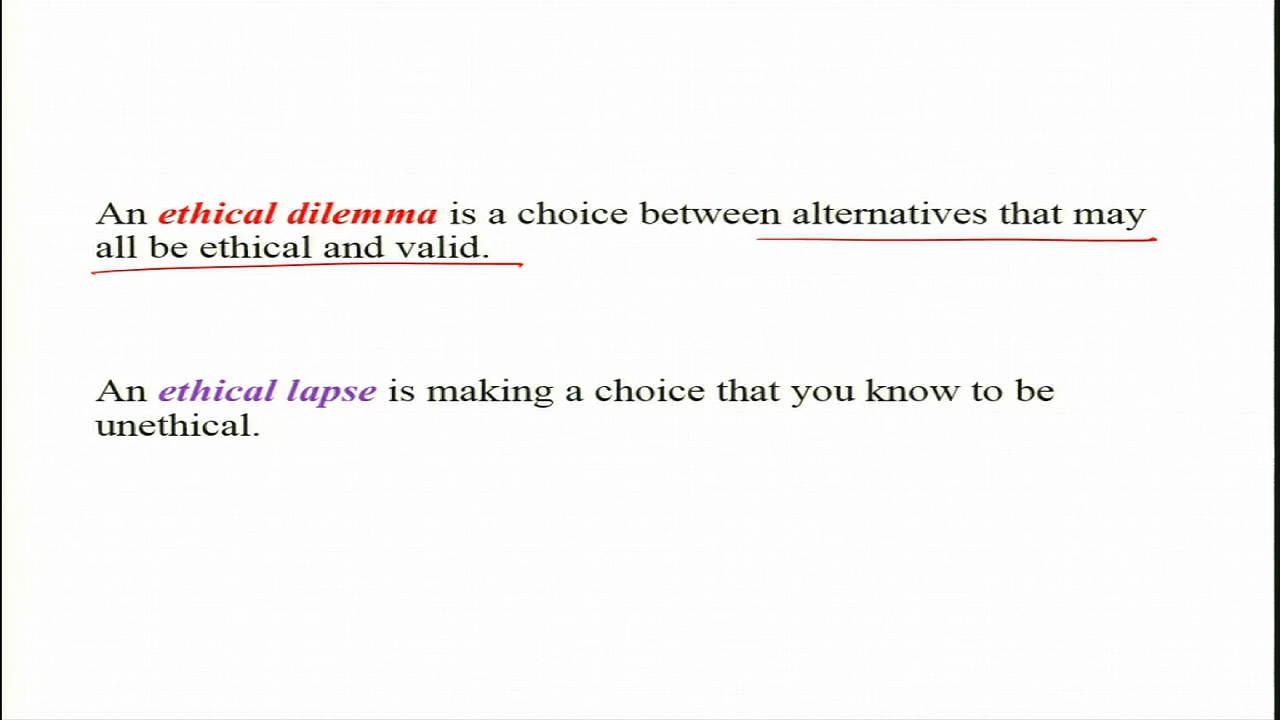 An ethical dilemma is a choice between alternatives that may
all be ethical and valid.
An ethical lapse is making a choice that you know to be
unethical.